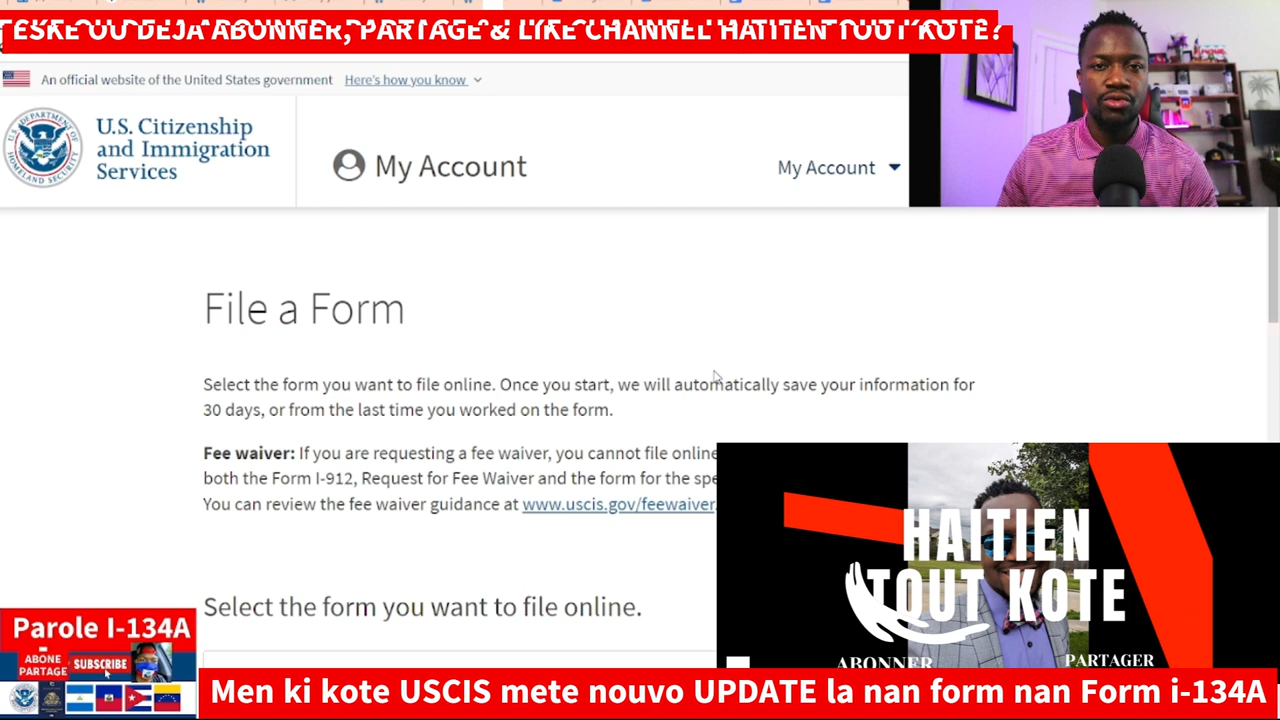 ESKE OU DEJA ABONNER, PARTAGE & LIKE CHANNEL HAITIEN TOUT KOTE?
An official website of the United States government Here's how you know
U.S. Citizenship
and Immigration
Services
My Account
My Account
File a Form
Select the form you want to file online. Once you start, we will automatically save your information for
30 days, or from the last time you worked on the form.
Fee waiver: If you are requesting a fee waiver, you cannot file online
both the Form I-912, Request for Fee Waiver and the form for the spe
You can review the fee waiver guidance at www.uscis.gov/feewaiver.
Select the form you want to file online.
HAITIEN
TOUT KOTE
ABONNER
PARTAGER
Parole I-134A
ABONE
PARTAGE
SUBSCRIBE
Men ki kote USCIS mete nouvo UPDATE la nan form nan Form i-134A